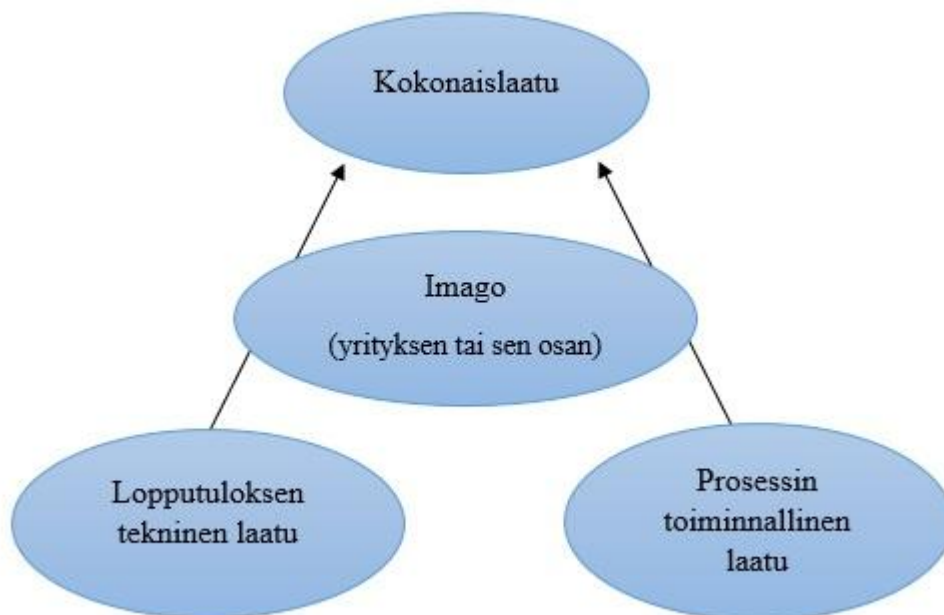 Kokonaislaatu
Imago
(yrityksen tai sen osan)
Lopputuloksen
tekninen laatu
Prosessin
toiminnallinen
laatu